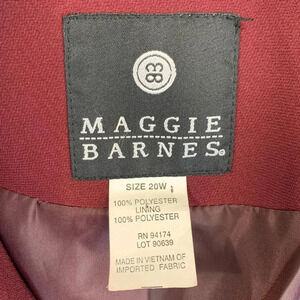 MAGGIE
BARNES®
SIZE 20W
100% POLYESTER
LINING
100% POLYESTER
RN 94174
LOT 90639
MADE IN VIETNAM OF
IMPORTED FABRIC